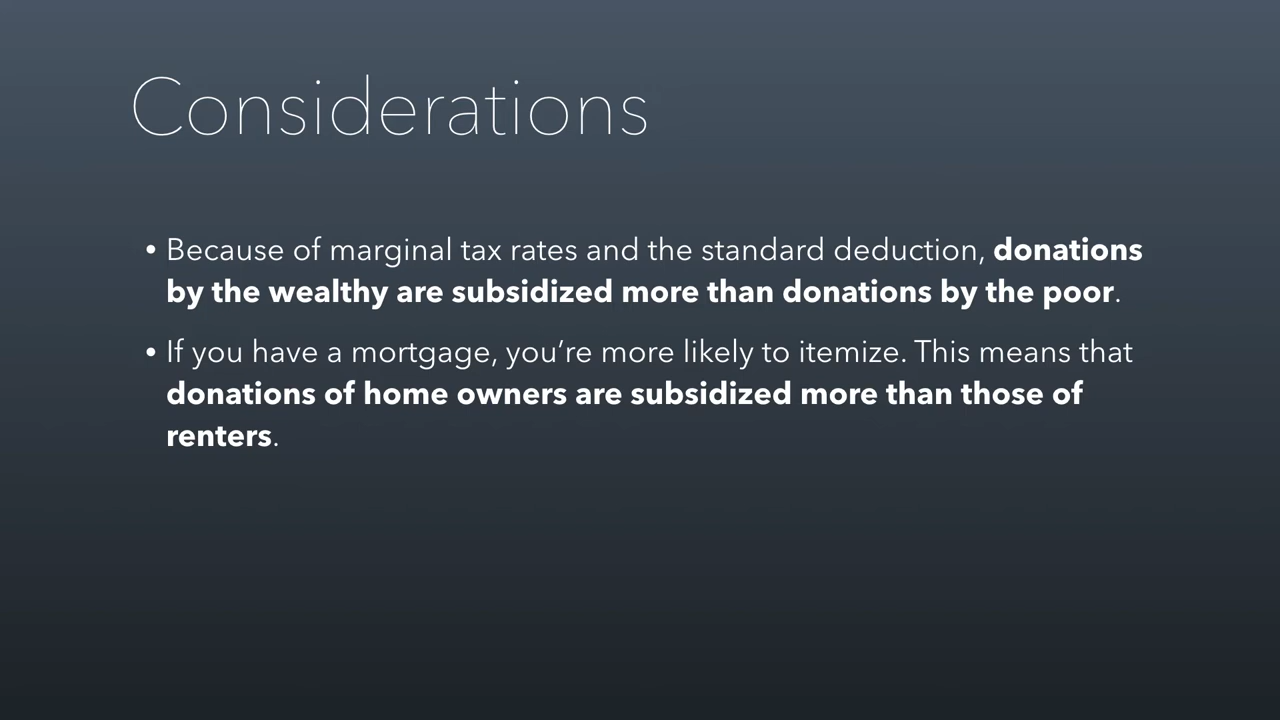 Considerations
• Because of marginal tax rates and the standard deduction, donations
by the wealthy are subsidized more than donations by the poor.
• If you have a mortgage, you’re more likely to itemize. This means that
donations of home owners are subsidized more than those of
renters.